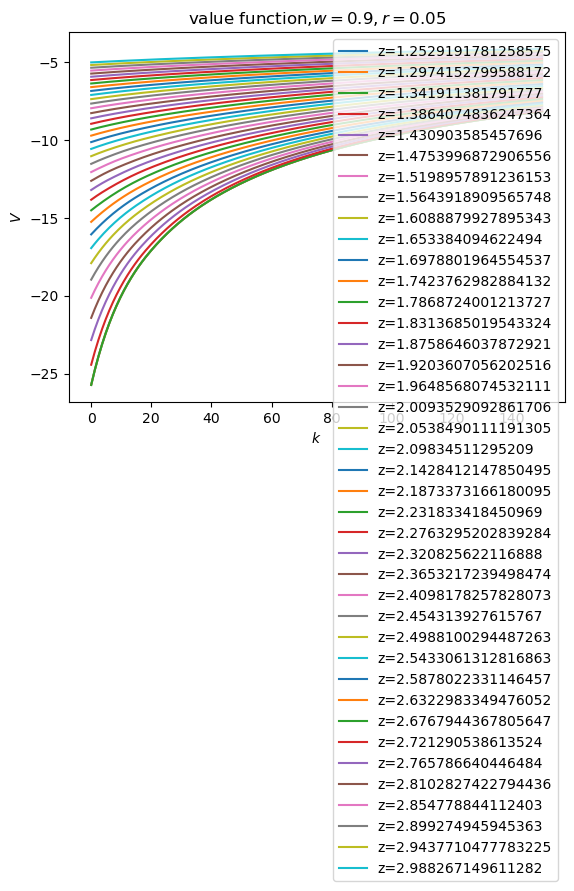 value function,w = 0.9, r = 0.05
V
−5
−10
−15
−20
−25
0 20 40 60 80 100 120 140
k
z=1.2529191781258575
z=1.2974152799588172
z=1.341911381791777
z=1.3864074836247364
z=1.430903585457696
z=1.4753996872906556
z=1.5198957891236153
z=1.5643918909565748
z=1.6088879927895343
z=1.653384094622494
z=1.6978801964554537
z=1.7423762982884132
z=1.7868724001213727
z=1.8313685019543324
z=1.8758646037872921
z=1.9203607056202516
z=1.9648568074532111
z=2.0093529092861706
z=2.0538490111191305
z=2.09834511295209
z=2.1428412147850495
z=2.1873373166180095
z=2.231833418450969
z=2.2763295202839284
z=2.320825622116888
z=2.3653217239498474
z=2.4098178257828073
z=2.454313927615767
z=2.4988100294487263
z=2.5433061312816863
z=2.5878022331146457
z=2.6322983349476052
z=2.6767944367805647
z=2.721290538613524
z=2.765786640446484
z=2.8102827422794436
z=2.854778844112403
z=2.899274945945363
z=2.9437710477783225
z=2.988267149611282